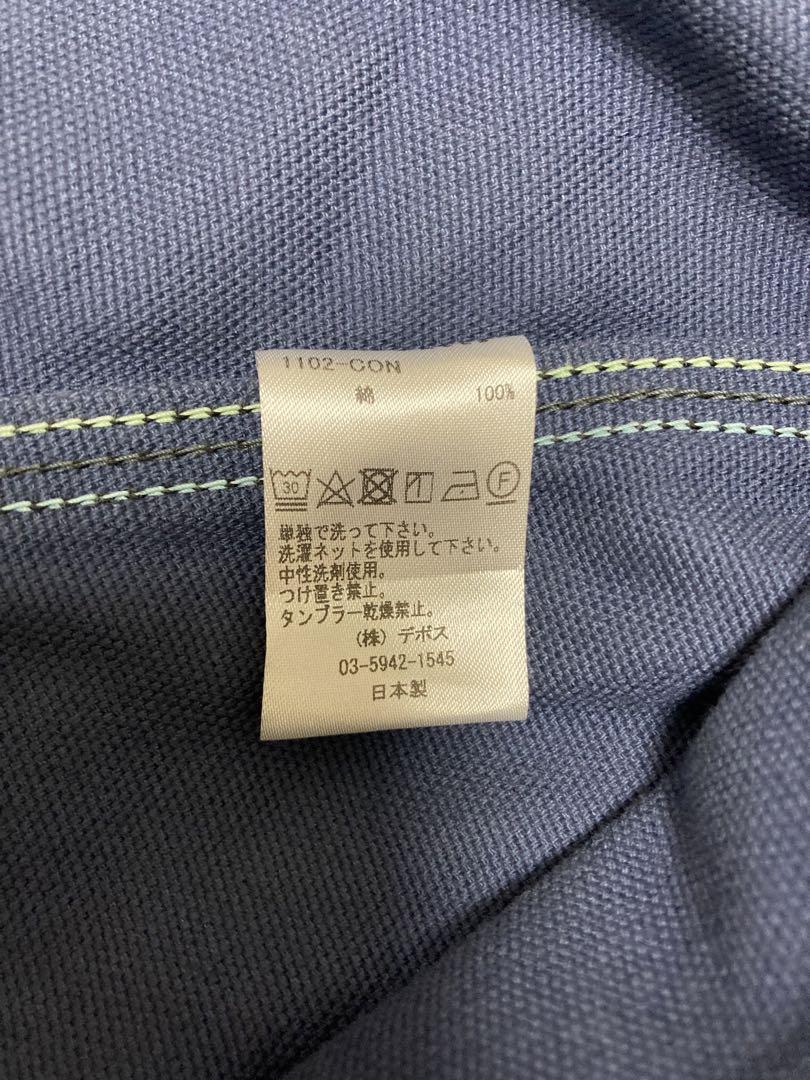 1102-CON
綿 100%
30 F
単独で洗って下さい。
洗濯ネットを使用して下さい。
中性洗剤使用。
つけ置き禁止。
タンブラー乾燥禁止。
（株）デボス
03-5942-1545
日本製